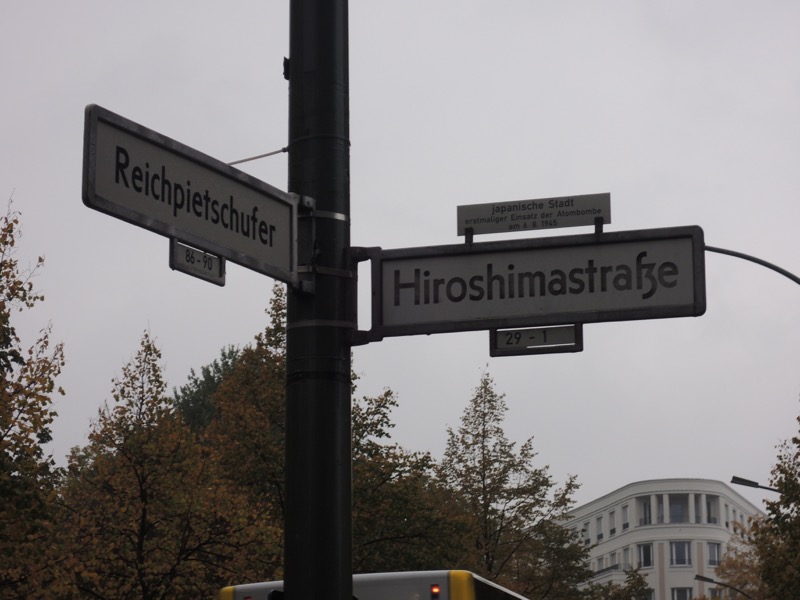 Reichpietschufer
86 - 90
japanische Stadt
erstmaliger Einsatz der Atombombe
am 6. 8. 1945
Hiroshimastraße
29 - 1